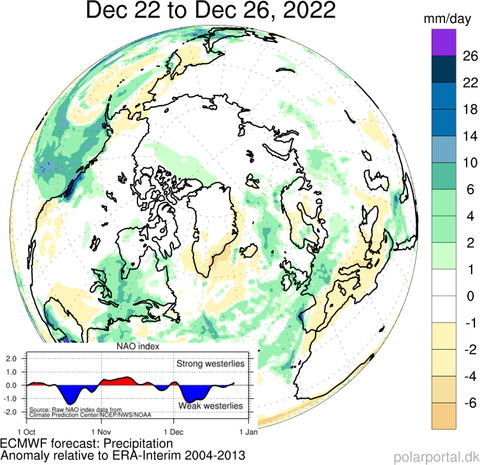 Dec 22 to Dec 26, 2022
mm/day
26
22
18
14
10
6
4
2
1
0
-1
-2
-4
-6
NAO index
2.0
1.0
0.0
-1.0
-2.0
Strong westerlies
Weak westerlies
Source: Raw NAO index data from
Climate Prediction Center/NCEP/NWS/NOAA
1 Oct 1 Nov 1 Dec 1 Jan
ECMWF forecast: Precipitation
Anomaly relative to ERA-Interim 2004-2013
polarportal.dk